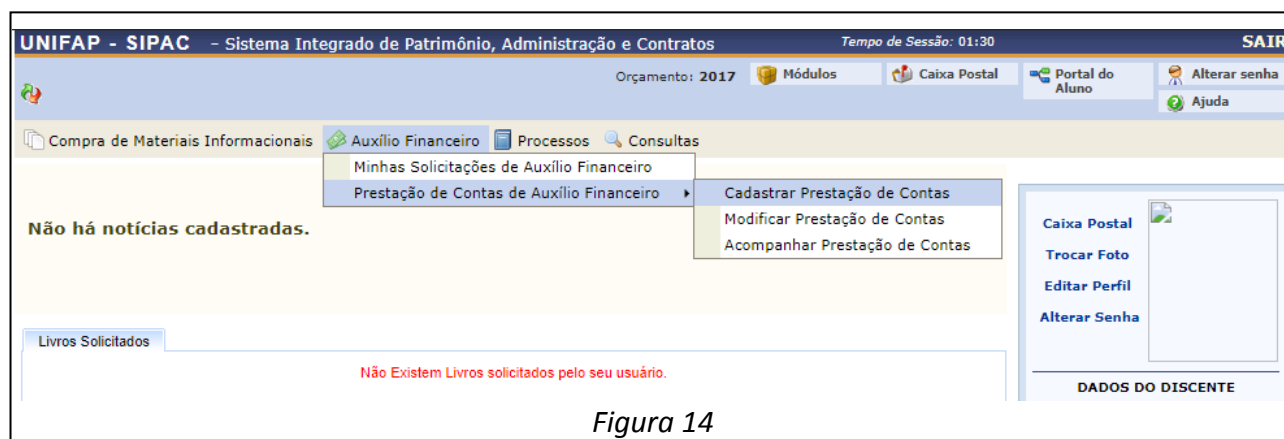 UNIFAP - SIPAC - Sistema Integrado de Patrimônio, Administração e Contratos Tempo de Sessão: 01:30 SAIR
Orçamento: 2017 Módulos Caixa Postal Portal do Aluno Alterar senha
Ajuda
Compra de Materiais Informacionais Auxílio Financeiro Processos Consultas
Minhas Solicitações de Auxílio Financeiro
Prestação de Contas de Auxílio Financeiro Cadastrar Prestação de Contas
Modificar Prestação de Contas
Acompanhar Prestação de Contas
Não há notícias cadastradas.
Caixa Postal
Trocar Foto
Editar Perfil
Alterar Senha
Livros Solicitados
Não Existem Livros solicitados pelo seu usuário.
DADOS DO DISCENTE
Figura 14